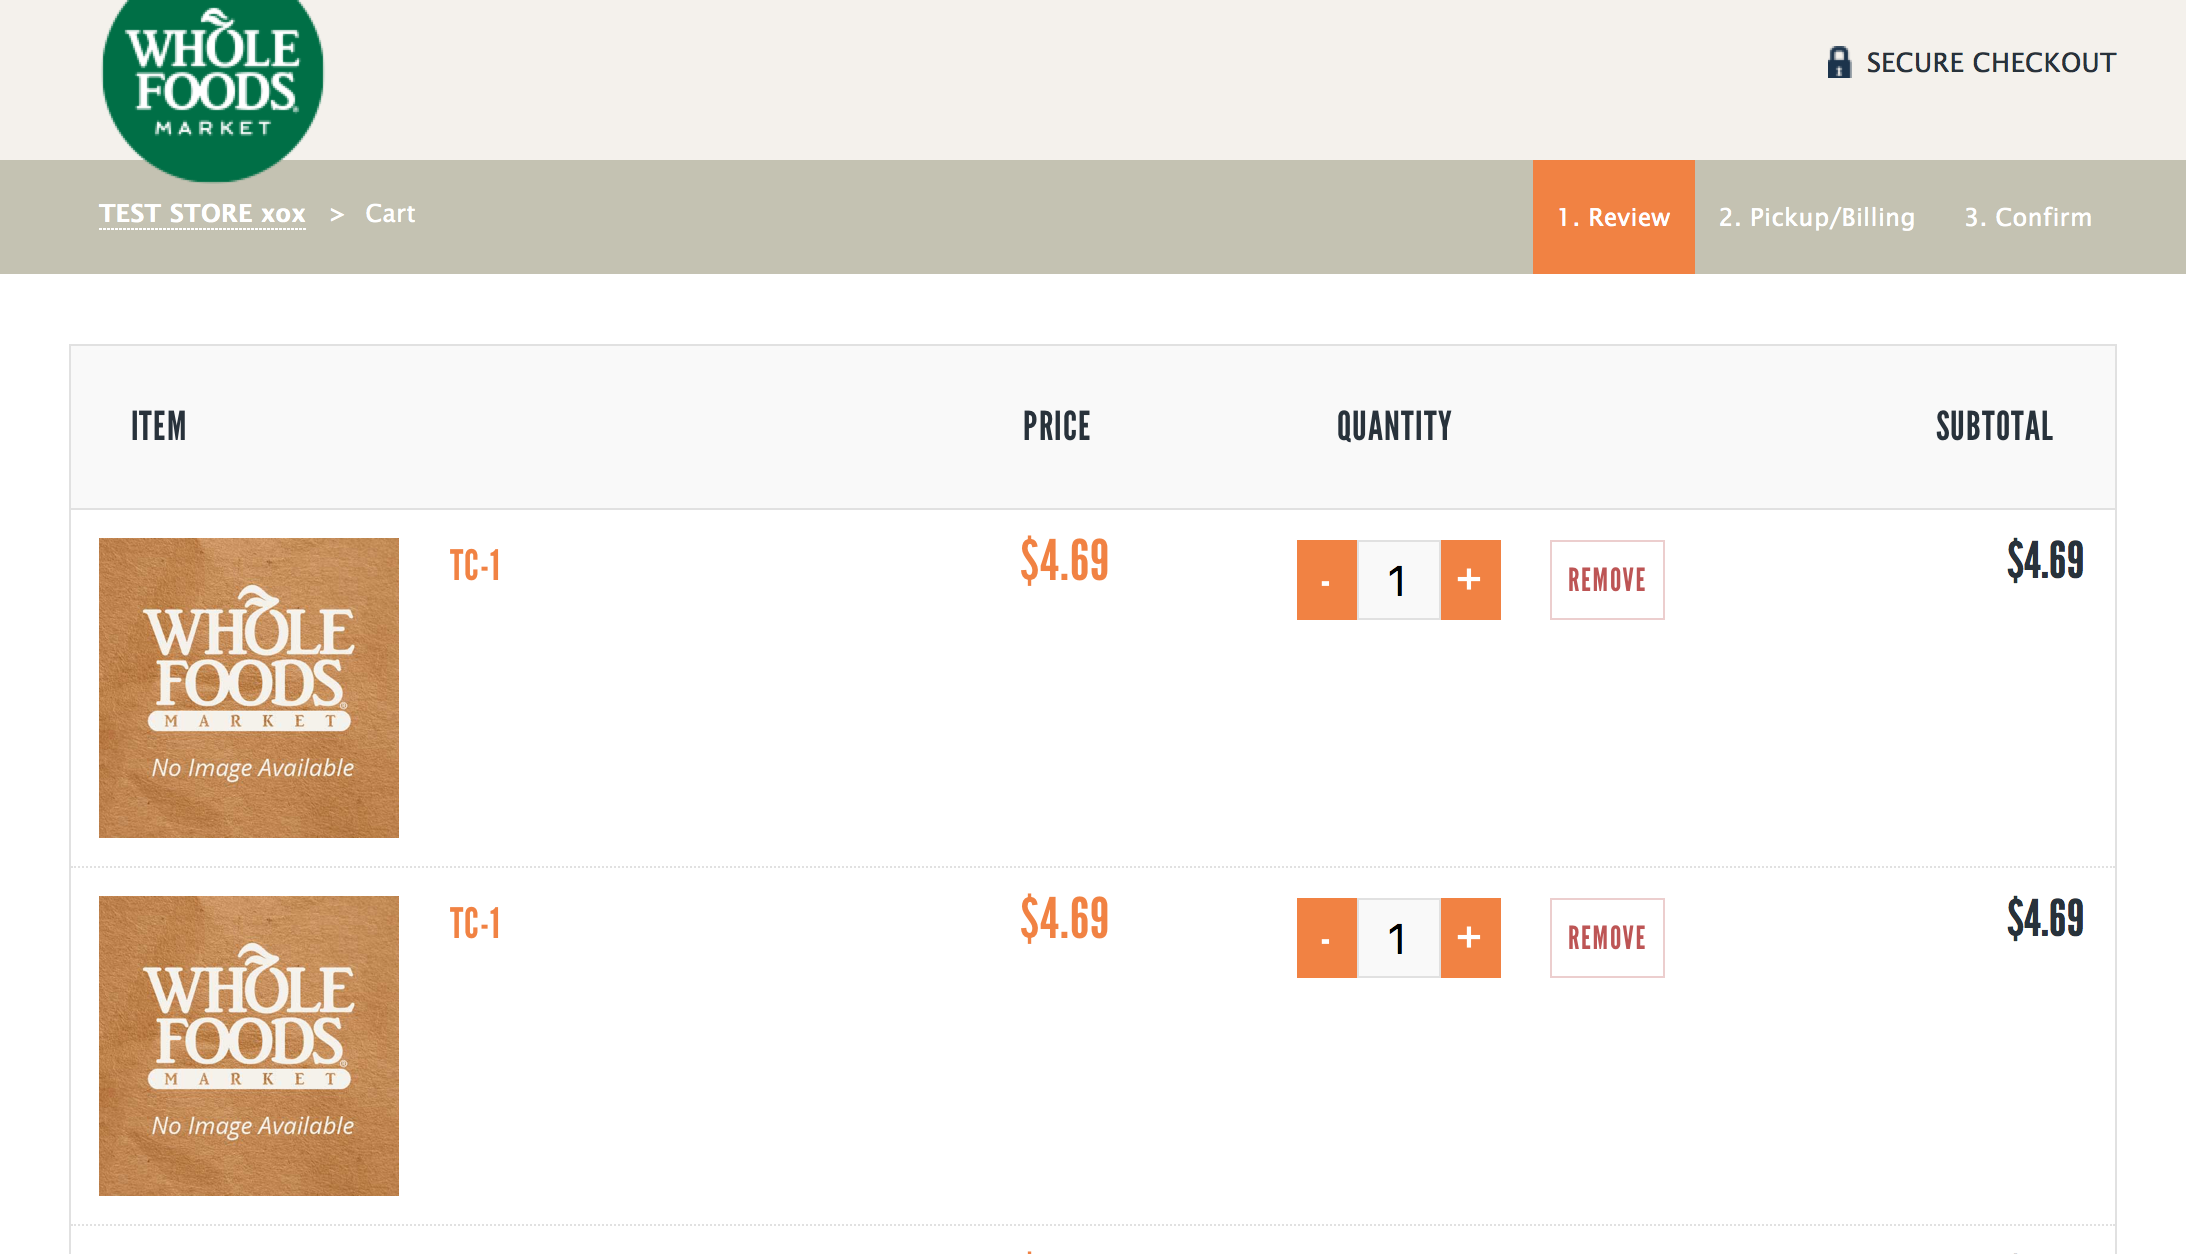 WHOLE
FOODS
MARKET
SECURE CHECKOUT
TEST STORE xox > Cart
1. Review 2. Pickup/Billing 3. Confirm
ITEM PRICE QUANTITY SUBTOTAL
TC-1 $4.69 - 1 + REMOVE $4.69
WHOLE
FOODS®
MARKET
No Image Available
TC-1 $4.69 - 1 + REMOVE $4.69
WHOLE
FOODS®
MARKET
No Image Available